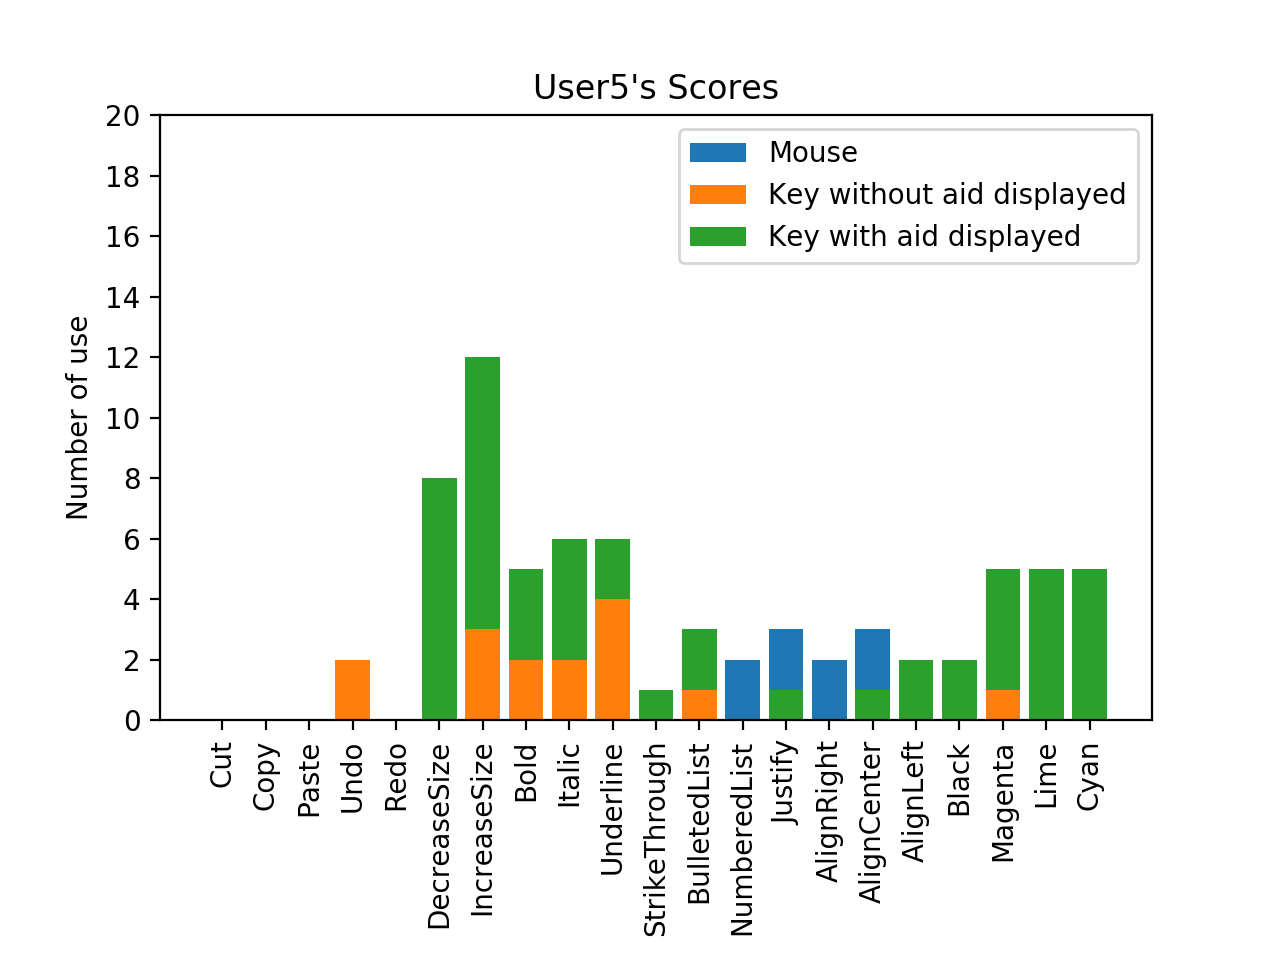 User5's Scores
20
18
16
14
12
10
8
6
4
2
0
Number of use
Mouse
Key without aid displayed
Key with aid displayed
Cut
Copy
Paste
Undo
Redo
DecreaseSize
IncreaseSize
Bold
Italic
Underline
StrikeThrough
BulletedList
NumberedList
Justify
AlignRight
AlignCenter
AlignLeft
Black
Magenta
Lime
Cyan